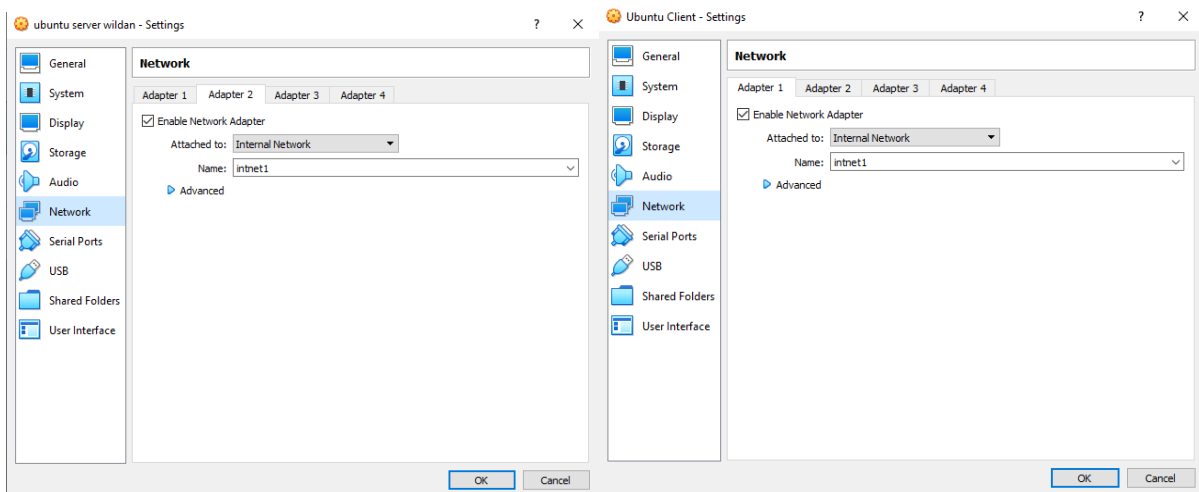 ubuntu server wildan - Settings ? ×
General
System
Display
Storage
Audio
Network
Serial Ports
USB
Shared Folders
User Interface
Network
Adapter 1 Adapter 2 Adapter 3 Adapter 4
Enable Network Adapter
Attached to: Internal Network
Name: intnet1
Advanced
OK Cancel
Ubuntu Client - Settings ? ×
General
System
Display
Storage
Audio
Network
Serial Ports
USB
Shared Folders
User Interface
Network
Adapter 1 Adapter 2 Adapter 3 Adapter 4
Enable Network Adapter
Attached to: Internal Network
Name: intnet1
Advanced
OK Cancel